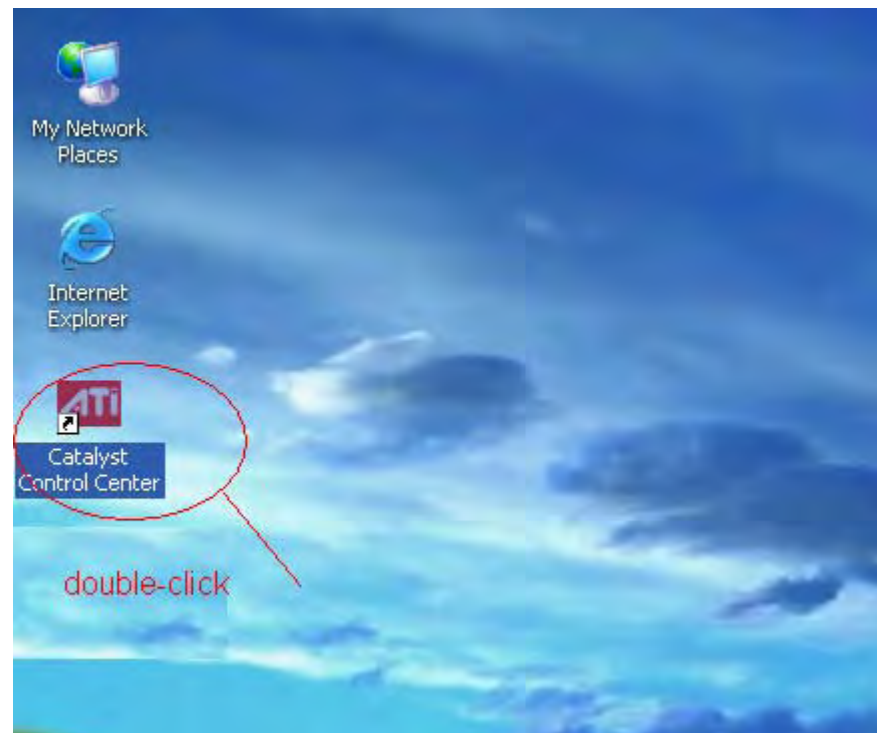 My Network
Places
Internet
Explorer
ATI
Catalyst
Control Center
double-click